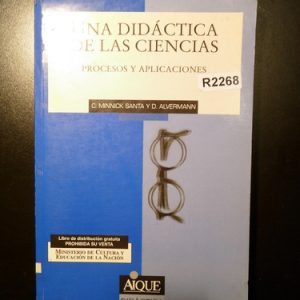 UNA DIDÁCTICA
DE LAS CIENCIAS
PROCESOS Y APLICACIONES
R2268
C. MINNICK SANTA Y D. ALVERMANN
Libro de distribución gratuita
PROHIBIDA SU VENTA
MINISTERIO DE CULTURA Y
EDUCACIÓN DE LA NACIÓN
AIQUE